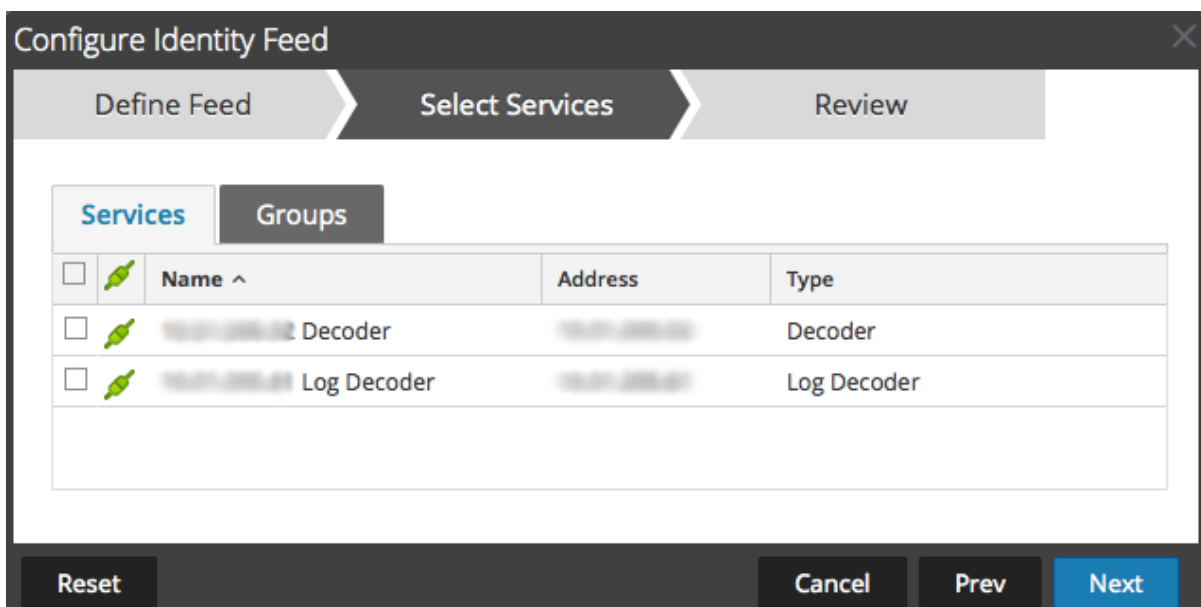 Configure Identity Feed
Define Feed Select Services Review
Services Groups
Name Address Type
Decoder Decoder
Log Decoder Log Decoder
Reset Cancel Prev Next